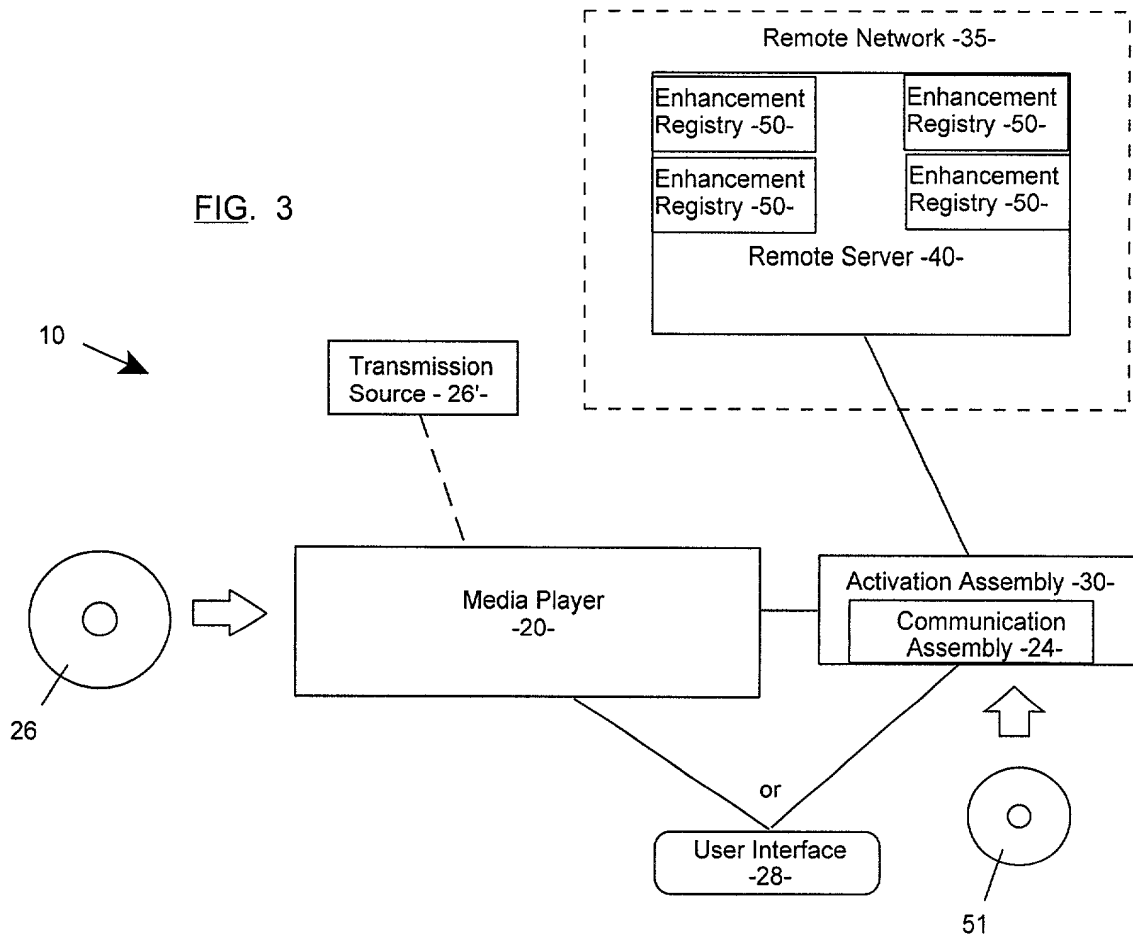 Remote Network -35-
Enhancement
Registry -50-
Enhancement
Registry -50-
Enhancement
Registry -50-
Enhancement
Registry -50-
Remote Server -40-
FIG. 3
10
Transmission
Source - 26'-
Media Player
-20-
Activation Assembly -30-
Communication
Assembly -24-
26
or
User Interface
-28-
51